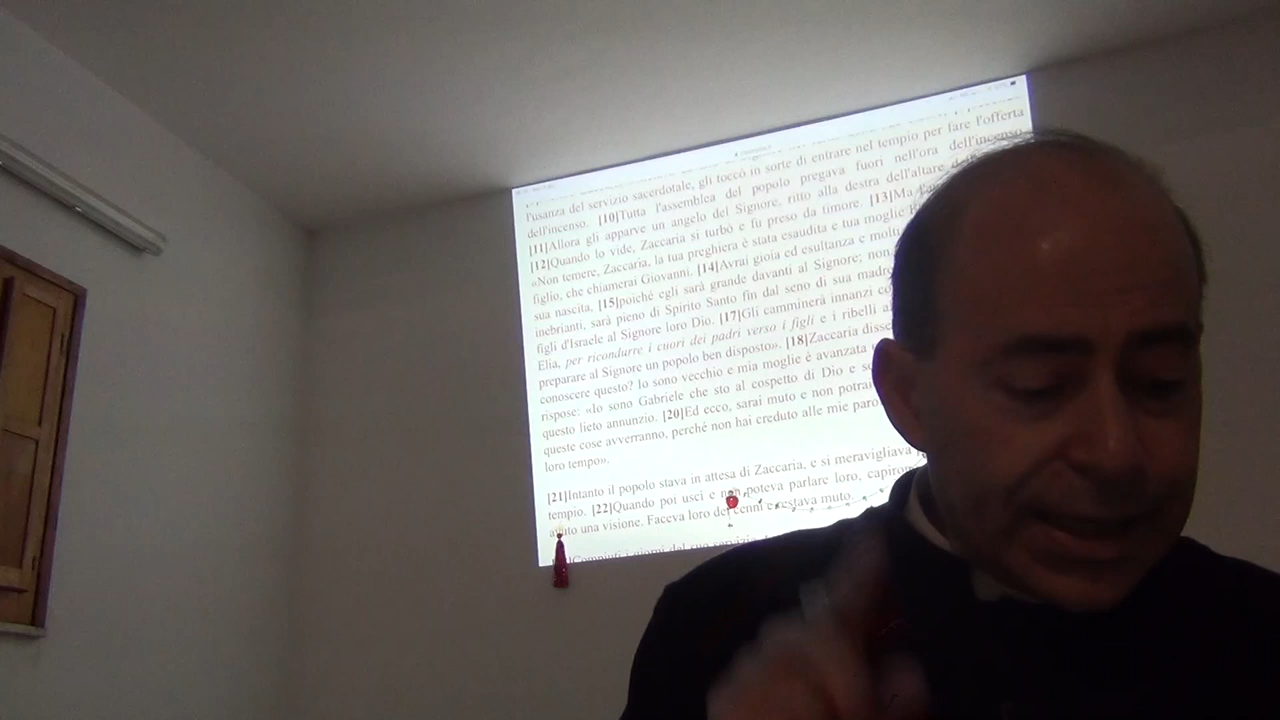 l'usanza del servizio sacerdotale, gli toccò in sorte di entrare nel tempio per fare l'offerta
dell'incenso. [10]Tutta l'assemblea del popolo pregava fuori nell'ora dell'incenso.
[11]Allora gli apparve un angelo del Signore, ritto alla destra dell'altare
[12]Quando lo vide, Zaccaria si turbò e fu preso da timore. [13]Ma
«Non temere, Zaccaria, la tua preghiera è stata esaudita e tua moglie
figlio, che chiamerai Giovanni. [14]Avrai gioia ed esultanza e
sua nascita, [15]poiché egli sarà grande davanti al Signore; non
inebrianti, sarà pieno di Spirito Santo fin dal seno di sua
figli d'Israele al Signore loro Dio. [17]Gli camminerà innanzi
Elia, per ricondurre i cuori dei padri verso i figli e i ribelli
preparare al Signore un popolo ben disposto». [18]Zaccaria disse
conoscere questo? Io sono vecchio e mia moglie è avanzata
rispose: «Io sono Gabriele che sto al cospetto di Dio e
questo lieto annunzio. [20]Ed ecco, sarai muto e non potrai
queste cose avverranno, perché non hai creduto alle mie
loro tempo».
[21]Intanto il popolo stava in attesa di Zaccaria, e si meravigliava
tempio. [22]Quando poi uscì e non poteva parlare loro,
una visione. Faceva loro dei cenni e restava muto.
Compiuti i giorni del suo